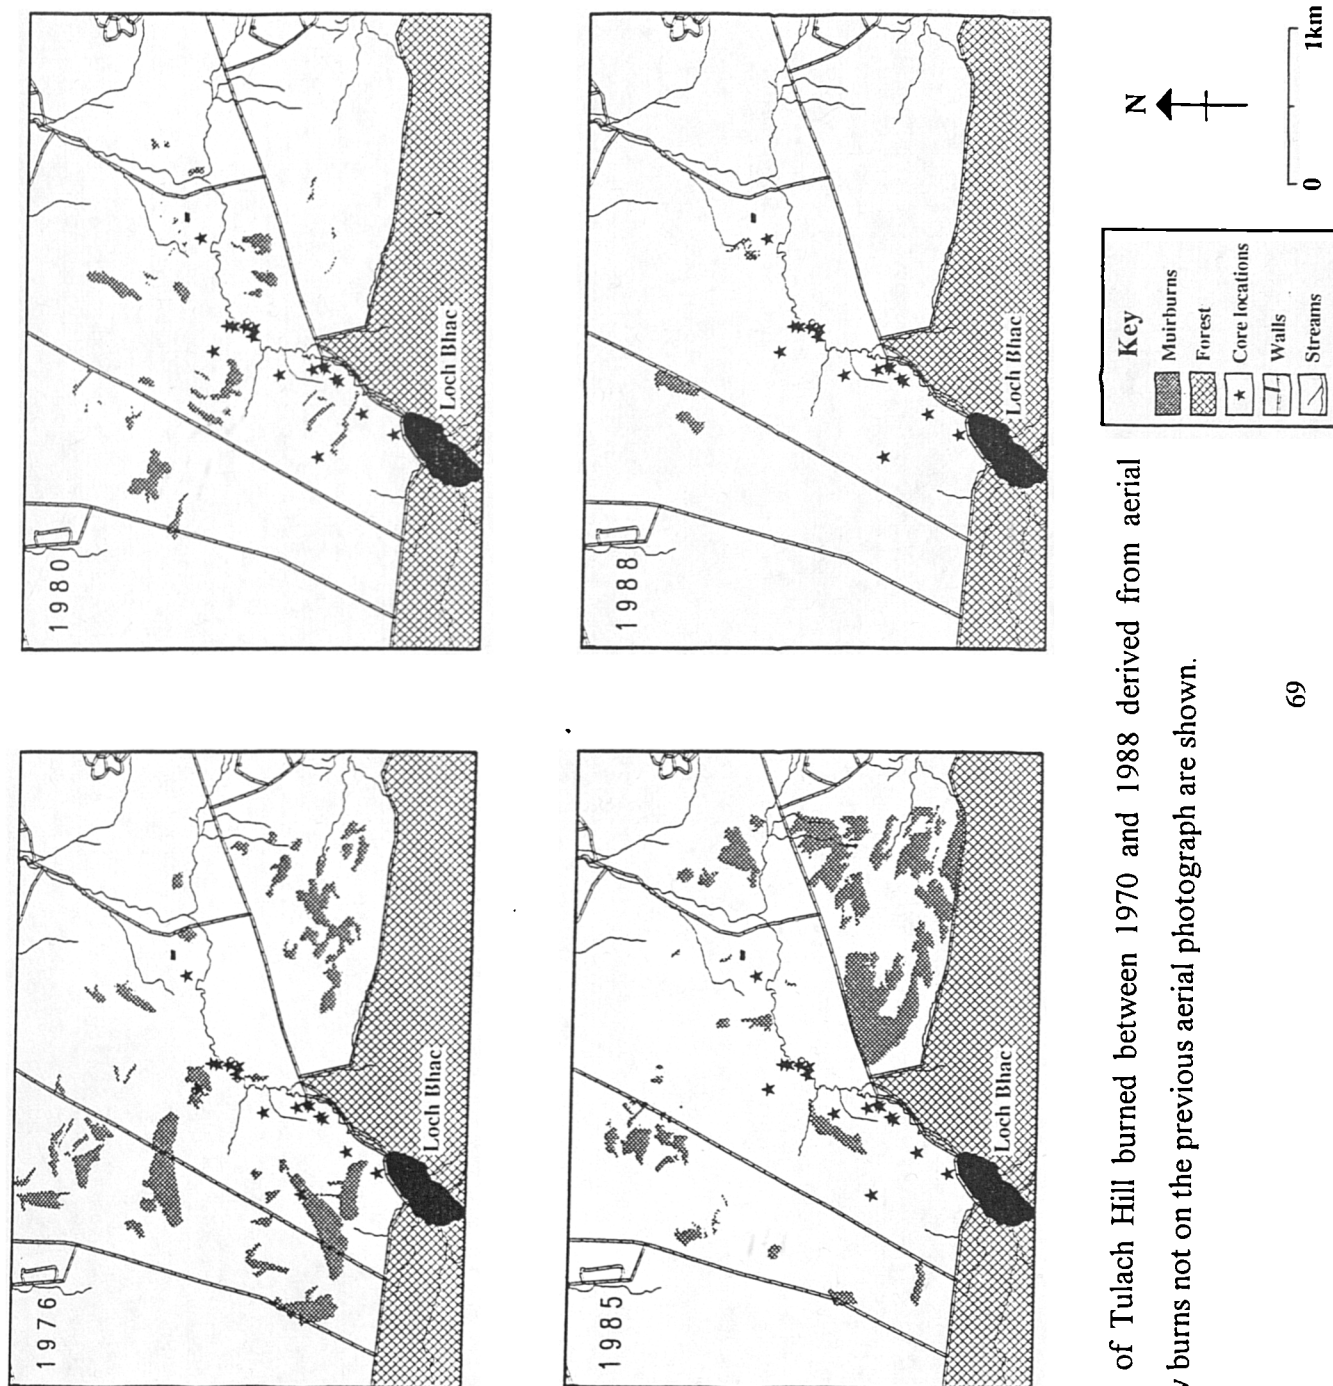 1976
Loch Bhac
1980
Loch Bhac
1985
Loch Bhac
1988
Loch Bhac
of Tulach Hill burned between 1970 and 1988 derived from aerial
burns not on the previous aerial photograph are shown.
Key
Muirburns
Forest
Core locations
Walls
Streams
N
0 1km
69